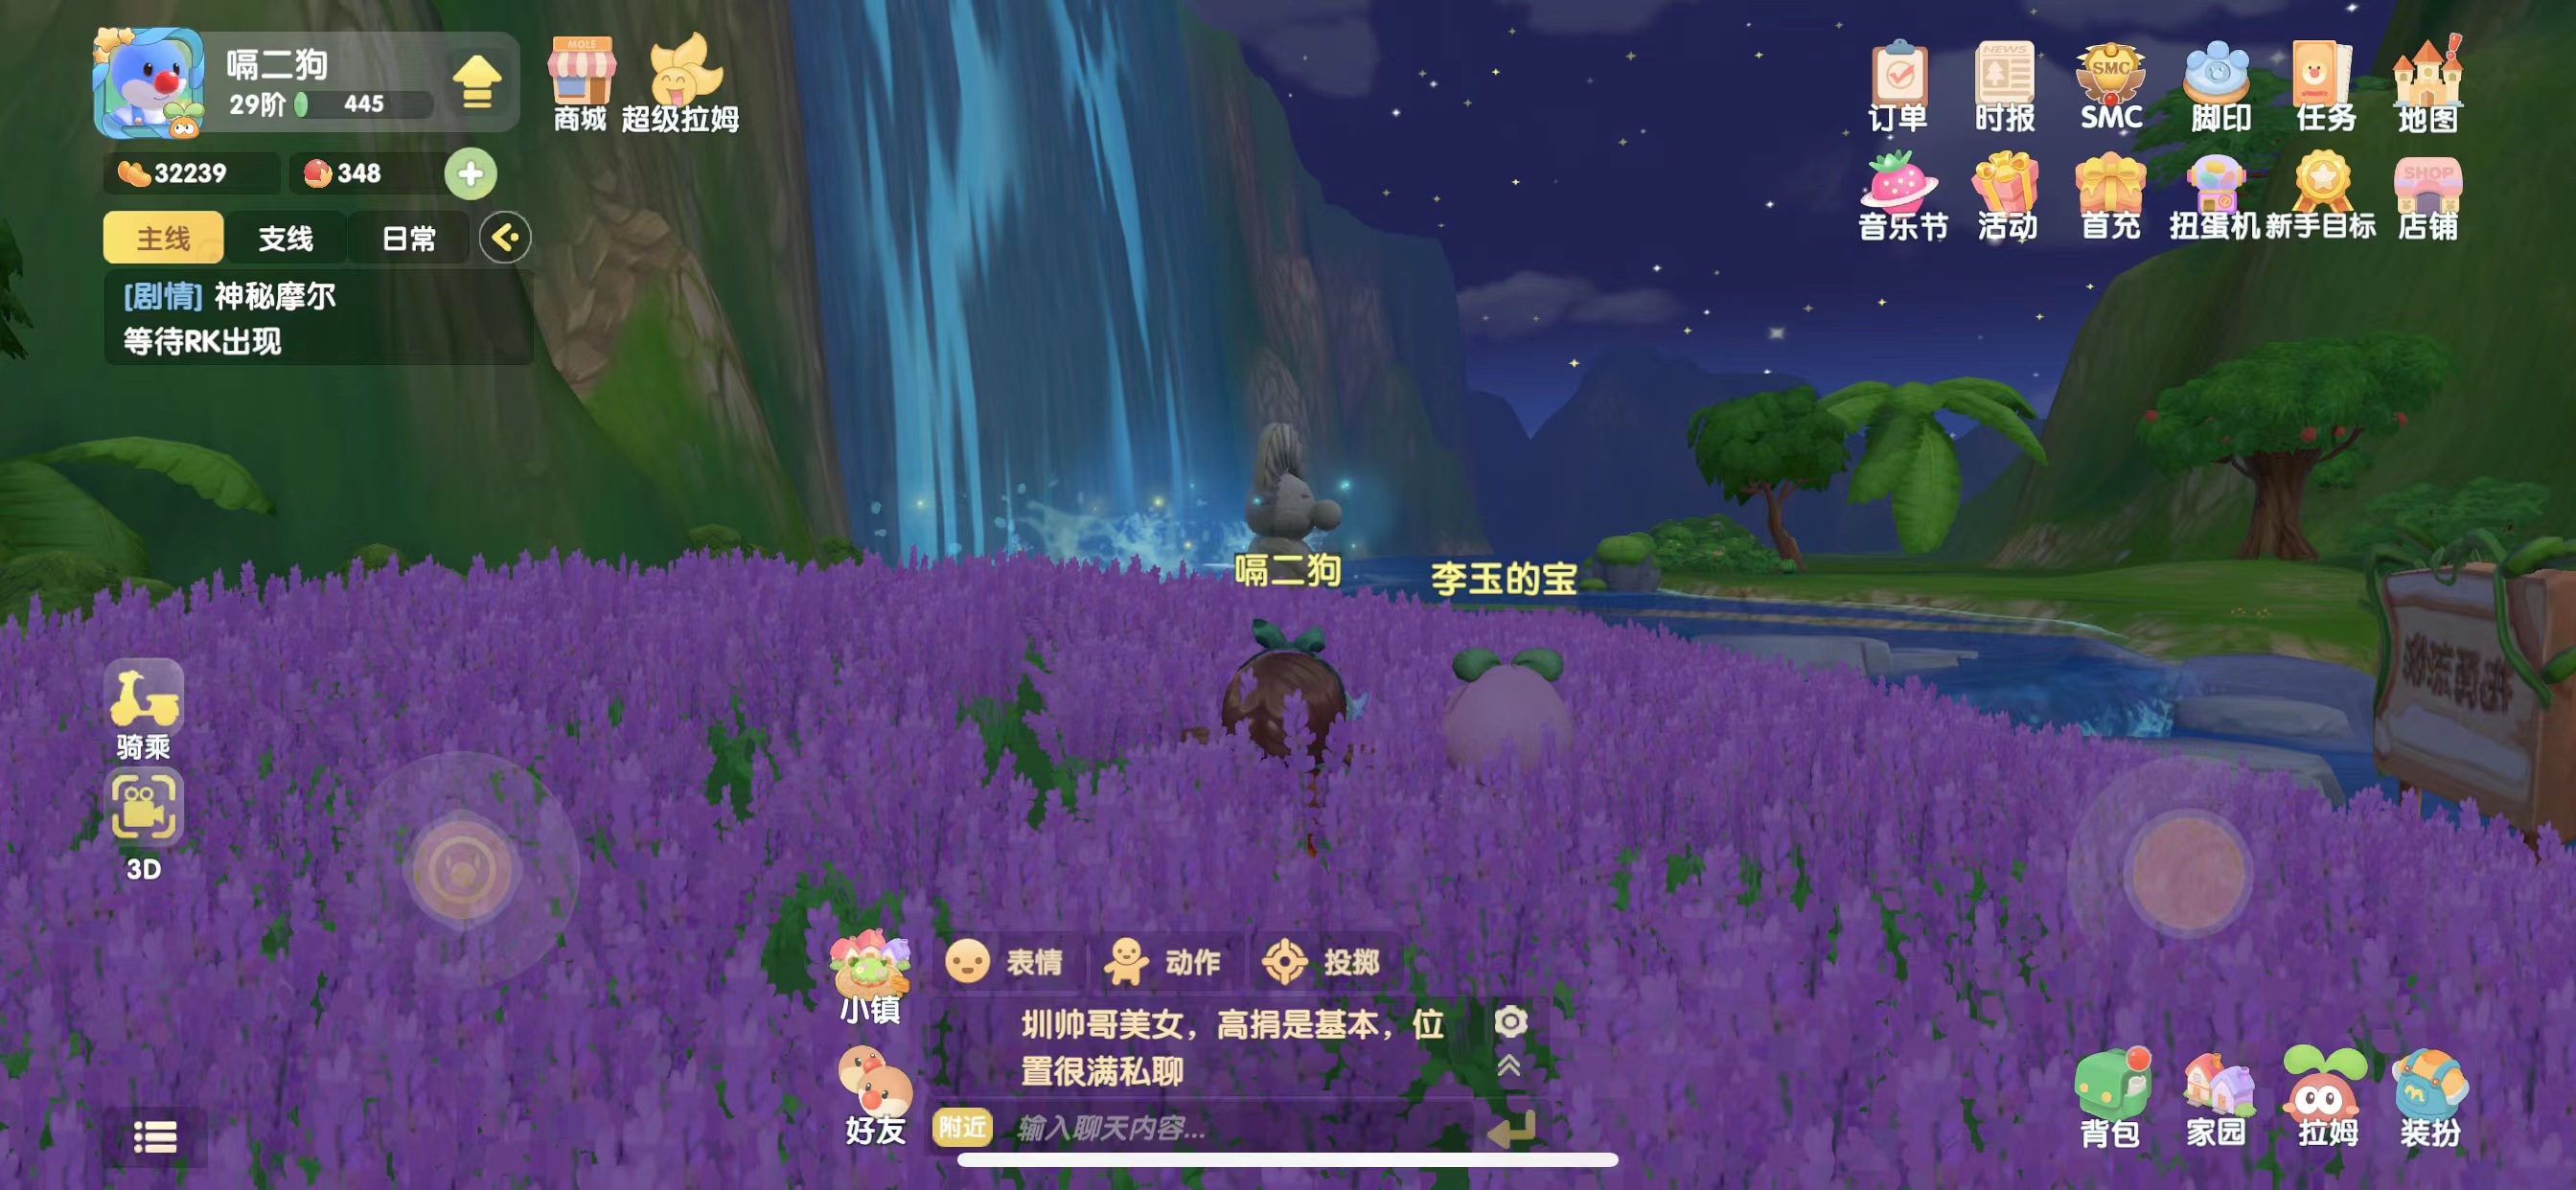 嗝二狗
29阶 445
MOLE
商城 超级拉姆
NEWS
SMC
订单 时报 SMC 脚印 任务 地图
32239 348
SHOP
音乐节 活动 首充 扭蛋机 新手目标 店铺
主线 支线 日常
[剧情] 神秘摩尔
等待RK出现
嗝二狗 李玉的宝
骑乘
3D
表情 动作 投掷
小镇
圳帅哥美女，高捐是基本，位
置很满私聊
好友
附近 输入聊天内容...
背包 家园 拉姆 装扮